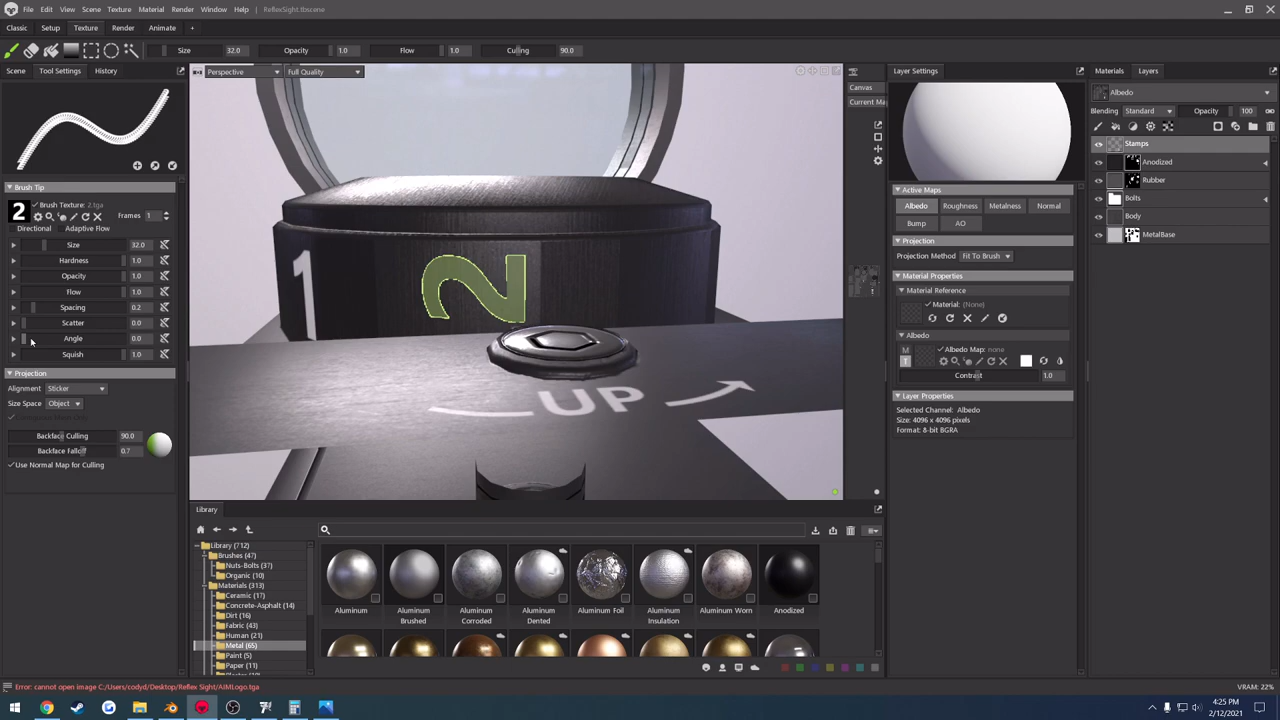 File Edit View Scene Texture Material Render Window Help ReflexSight.tbscene
Classic Setup Texture Render Animate +
Size 32.0 Opacity 1.0 Flow 1.0 Culling 90.0
Scene Tool Settings History
Perspective Full Quality
Canvas
Current Ma
Layer Settings
Materials Layers
Albedo
Blending Standard Opacity 100
Stamps
Anodized
Rubber
Bolts
Body
MetalBase
Brush Tip
2 Brush Texture: 2.tga
Frames 1
Directional Adaptive Flow
Size 32.0
Hardness 1.0
Opacity 1.0
Flow 1.0
Spacing 0.2
Scatter 0.0
Angle 0.0
Squish 1.0
Projection
Alignment Sticker
Size Space Object
Backface Culling 90.0
Backface Falloff 0.7
Use Normal Map for Culling
1 2
UP
Active Maps
Albedo Roughness Metalness Normal
Bump AO
Projection
Projection Method Fit To Brush
Material Properties
Material Reference
Material: (None)
Albedo
M
T
Albedo Map: none
Contrast 1.0
Layer Properties
Selected Channel: Albedo
Size: 4096 x 4096 pixels
Format: 8-bit BGRA
Library
Library (712)
Brushes (47)
Nuts-Bolts (37)
Organic (10)
Materials (313)
Ceramic (17)
Concrete-Asphalt (14)
Dirt (16)
Fabric (43)
Human (21)
Metal (65)
Paint (5)
Paper (11)
Aluminum
Aluminum Brushed
Aluminum Corroded
Aluminum Dented
Aluminum Foil
Aluminum Insulation
Aluminum Worn
Anodized
Error: cannot open image C:/Users/codyd/Desktop/Reflex Sight/AIMLogo.tga
VRAM: 22%
4:25 PM
2/12/2021